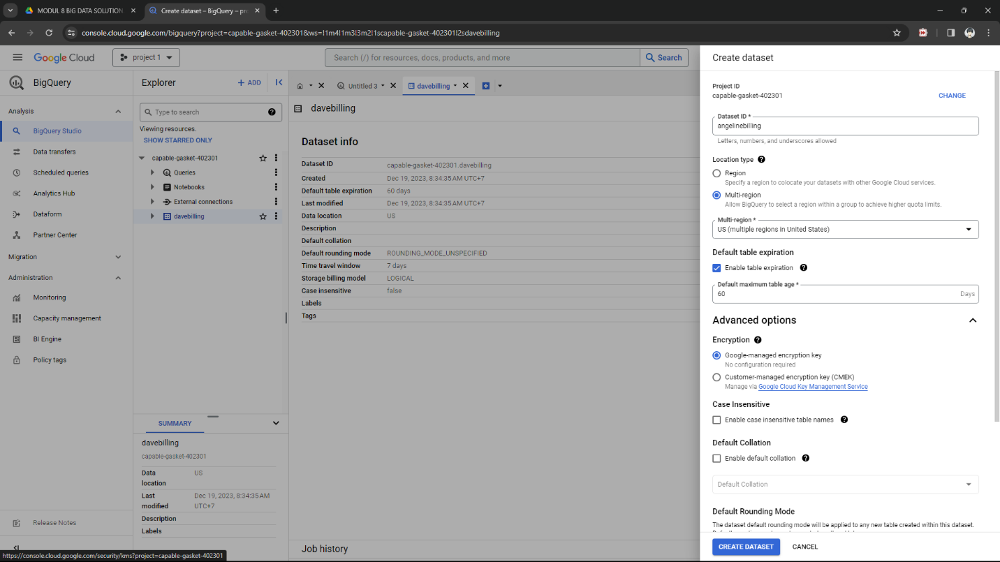 MODUL 8 BIG DATA SOLUTION
Create dataset – BigQuery – pro
console.cloud.google.com/bigquery?project=capable-gasket-402301&ws=!1m4!1m3!3m2!1scapable-gasket-402301!2sdavebilling
Google Cloud
project 1
Search (/) for resources, docs, products, and more
Search
BigQuery
Analysis
BigQuery Studio
Data transfers
Scheduled queries
Analytics Hub
Dataform
Partner Center
Migration
Administration
Monitoring
Capacity management
BI Engine
Policy tags
Release Notes
https://console.cloud.google.com/security/kms?project=capable-gasket-402301
Explorer
+ ADD
Type to search
Viewing resources.
SHOW STARRED ONLY
capable-gasket-402301
Queries
Notebooks
External connections
davebilling
SUMMARY
davebilling
capable-gasket-402301
Data location US
Last modified Dec 19, 2023, 8:34:35 AM UTC+7
Description
Labels
Untitled 3
davebilling
davebilling
Dataset info
Dataset ID capable-gasket-402301.davebilling
Created Dec 19, 2023, 8:34:35 AM UTC+7
Default table expiration 60 days
Last modified Dec 19, 2023, 8:34:35 AM UTC+7
Data location US
Description
Default collation
Default rounding mode ROUNDING_MODE_UNSPECIFIED
Time travel window 7 days
Storage billing model LOGICAL
Case insensitive false
Labels
Tags
Job history
Create dataset
Project ID
capable-gasket-402301
CHANGE
Dataset ID *
angelinebilling
Letters, numbers, and underscores allowed
Location type
Region
Specify a region to colocate your datasets with other Google Cloud services.
Multi-region
Allow BigQuery to select a region within a group to achieve higher quota limits.
Multi-region *
US (multiple regions in United States)
Default table expiration
Enable table expiration
Default maximum table age *
60 Days
Advanced options
Encryption
Google-managed encryption key
No configuration required
Customer-managed encryption key (CMEK)
Manage via Google Cloud Key Management Service
Case Insensitive
Enable case insensitive table names
Default Collation
Enable default collation
Default Collation
Default Rounding Mode
The dataset default rounding mode will be applied to any new table created within this dataset.
CREATE DATASET
CANCEL